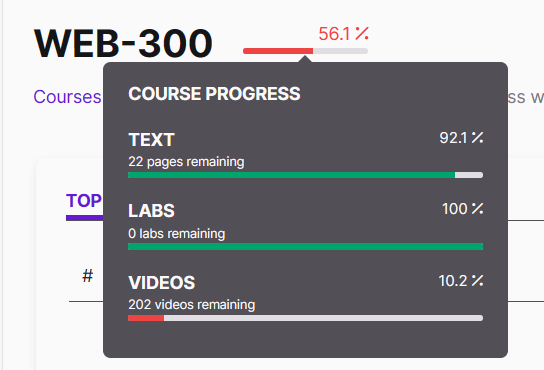 WEB-300
56.1 %
Courses
ss w
COURSE PROGRESS
TEXT
92.1 %
22 pages remaining
TOP
LABS
100 %
0 labs remaining
#
VIDEOS
10.2 %
202 videos remaining